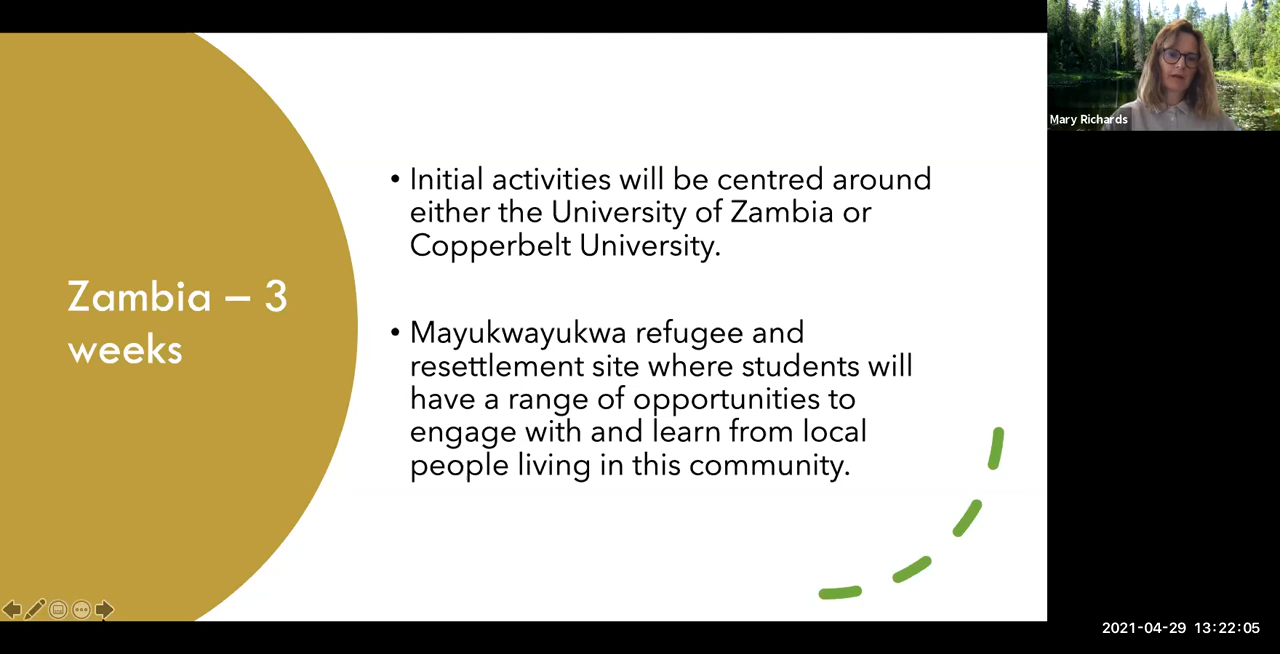 Mary Richards
Zambia – 3
weeks
• Initial activities will be centred around
either the University of Zambia or
Copperbelt University.
• Mayukwayukwa refugee and
resettlement site where students will
have a range of opportunities to
engage with and learn from local
people living in this community.
2021-04-29 13:22:05